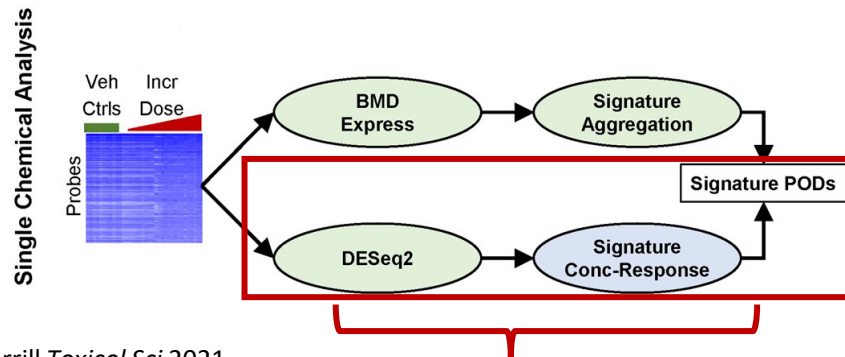 Single Chemical Analysis
Veh Incr
Ctrls Dose
Probes
BMD
Express
Signature
Aggregation
Signature PODs
DESeq2
Signature
Conc-Response
Toxicol Sci 2021